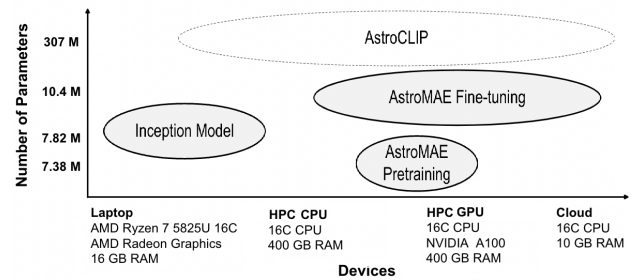 Number of Parameters
307 M
10.4 M
7.82 M
7.38 M
AstroCLIP
AstroMAE Fine-tuning
Inception Model
AstroMAE
Pretraining
Laptop
AMD Ryzen 7 5825U 16C
AMD Radeon Graphics
16 GB RAM
HPC CPU
16C CPU
400 GB RAM
HPC GPU
16C CPU
NVIDIA A100
400 GB RAM
Cloud
16C CPU
10 GB RAM
Devices